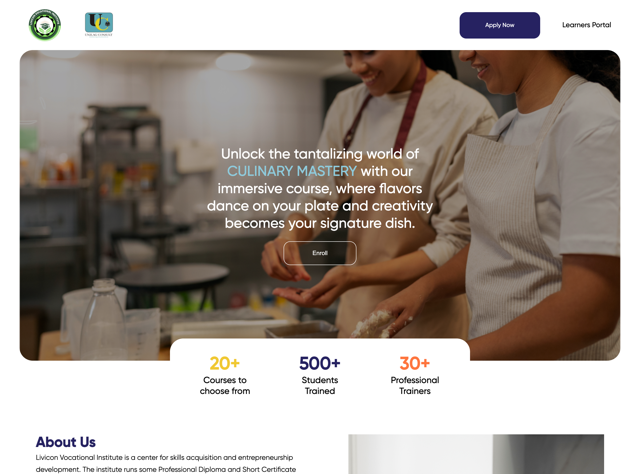 UC
Apply Now
Learners Portal
Unlock the tantalizing world of
CULINARY MASTERY with our
immersive course, where flavors
dance on your plate and creativity
becomes your signature dish.
Enroll
20+
500+
30+
Courses to
choose from
Students
Trained
Professional
Trainers
About Us
Livicon Vocational Institute is a center for skills acquisition and entrepreneurship
development. The institute runs some Professional Diploma and Short Certificate